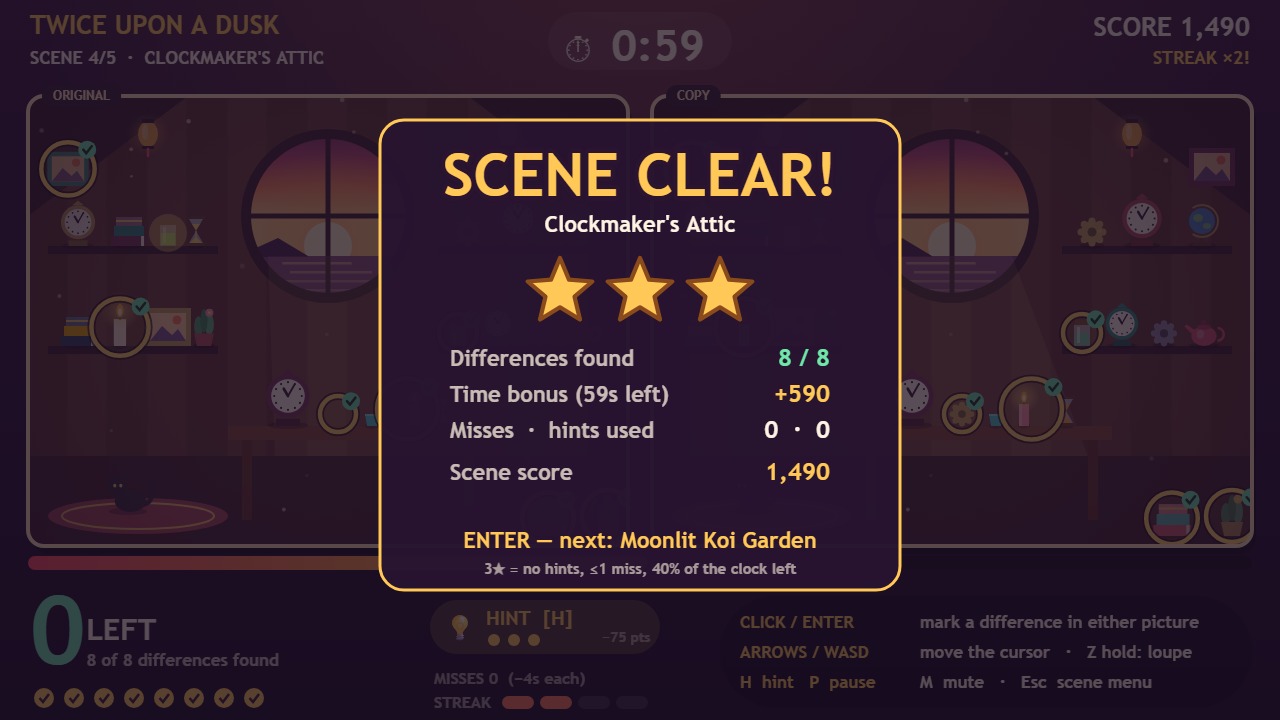 TWICE UPON A DUSK
SCENE 4/5 · CLOCKMAKER'S ATTIC
0:59
SCORE 1,490
STREAK ×2!
ORIGINAL
COPY
SCENE CLEAR!
Clockmaker's Attic
Differences found 8 / 8
Time bonus (59s left) +590
Misses · hints used 0 · 0
Scene score 1,490
ENTER — next: Moonlit Koi Garden
3★ = no hints, ≤1 miss, 40% of the clock left
0 LEFT
8 of 8 differences found
HINT [H]
−75 pts
MISSES 0 (−4s each)
STREAK
CLICK / ENTER mark a difference in either picture
ARROWS / WASD move the cursor · Z hold: loupe
H hint P pause M mute · Esc scene menu